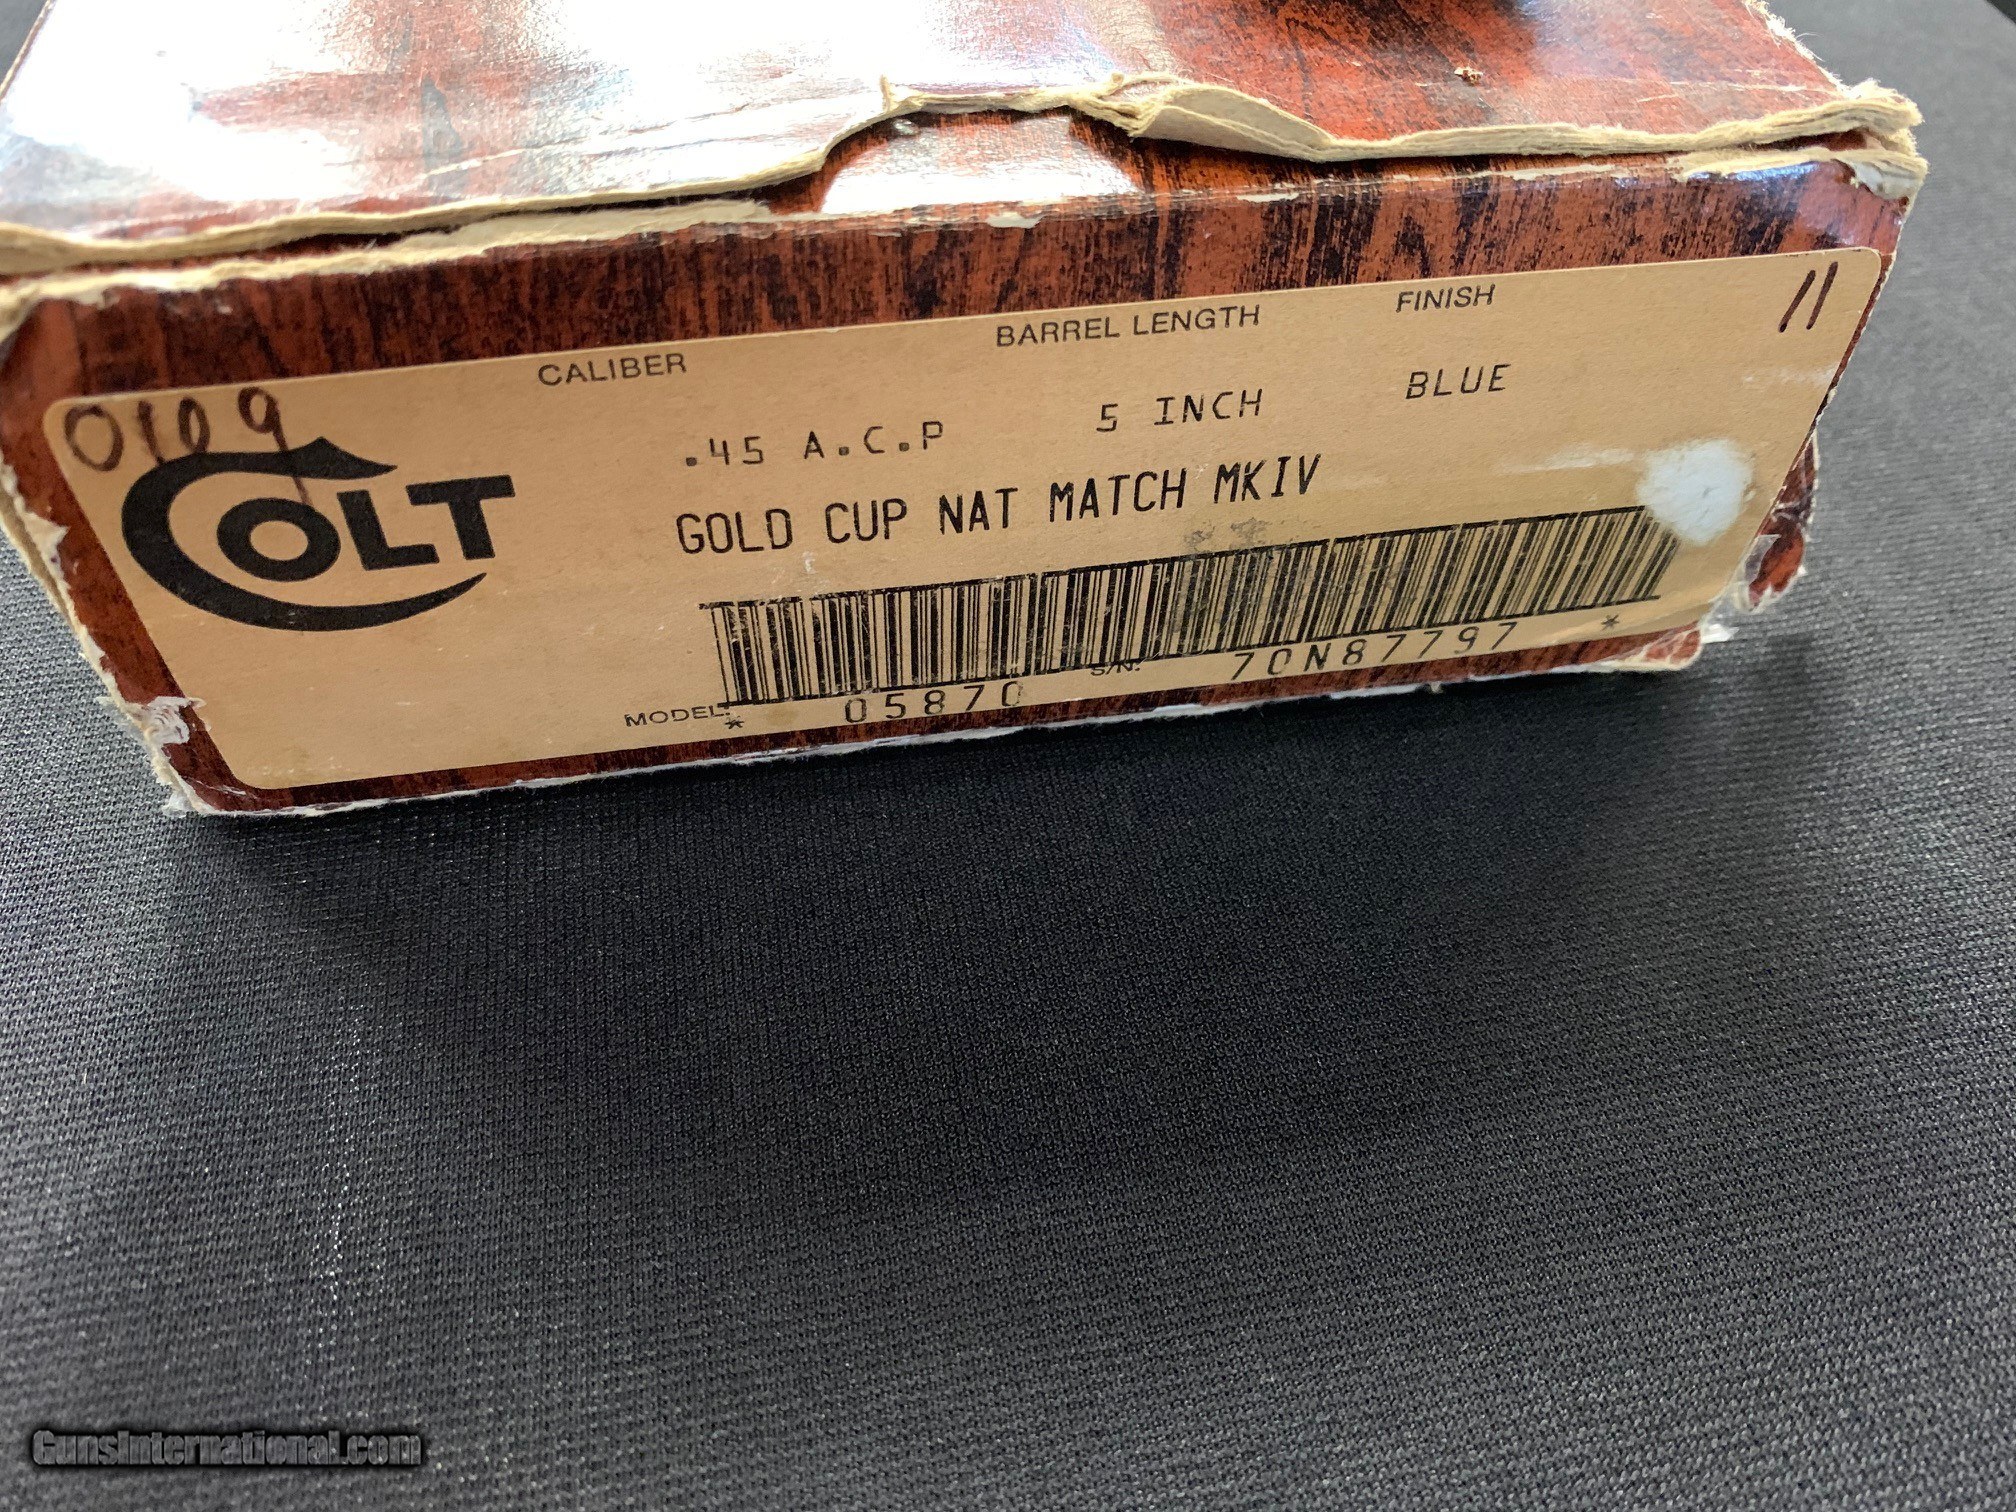 CALIBER BARREL LENGTH FINISH 11
0109
COLT
.45 A.C.P 5 INCH BLUE
GOLD CUP NAT MATCH MKIV
MODEL: * 05870 S/N: 70N87797 *
GunsInternational.com